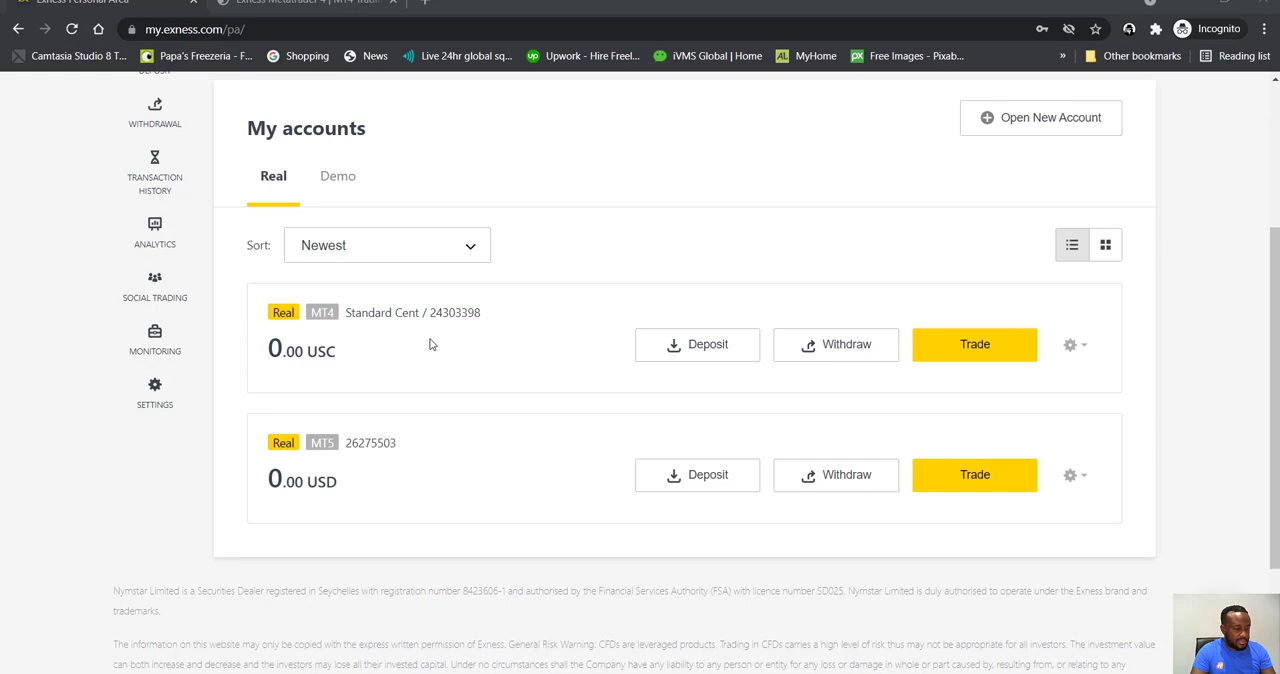 Exness Personal Area
Exness Metatrader 4 | MT4 Tradi
my.exness.com/pa/
Incognito
Camtasia Studio 8 T...
Papa's Freezeria - F...
Shopping
News
Live 24hr global sq...
Upwork - Hire Freel...
iVMS Global | Home
MyHome
Free Images - Pixab...
»
Other bookmarks
Reading list
DEPOSIT
WITHDRAWAL
TRANSACTION
HISTORY
ANALYTICS
SOCIAL TRADING
MONITORING
SETTINGS
My accounts
Open New Account
Real
Demo
Sort:
Newest
Real MT4 Standard Cent / 24303398
0.00 USC
Deposit
Withdraw
Trade
Real MT5 26275503
0.00 USD
Deposit
Withdraw
Trade
Nymstar Limited is a Securities Dealer registered in Seychelles with registration number 8423606-1 and authorised by the Financial Services Authority (FSA) with licence number SD025. Nymstar Limited is duly authorised to operate under the Exness brand and
trademarks.
The information on this website may only be copied with the express written permission of Exness. General Risk Warning: CFDs are leveraged products. Trading in CFDs carries a high level of risk thus may not be appropriate for all investors. The investment value
can both increase and decrease and the investors may lose all their invested capital. Under no circumstances shall the Company have any liability to any person or entity for any loss or damage in whole or part caused by, resulting from, or relating to any